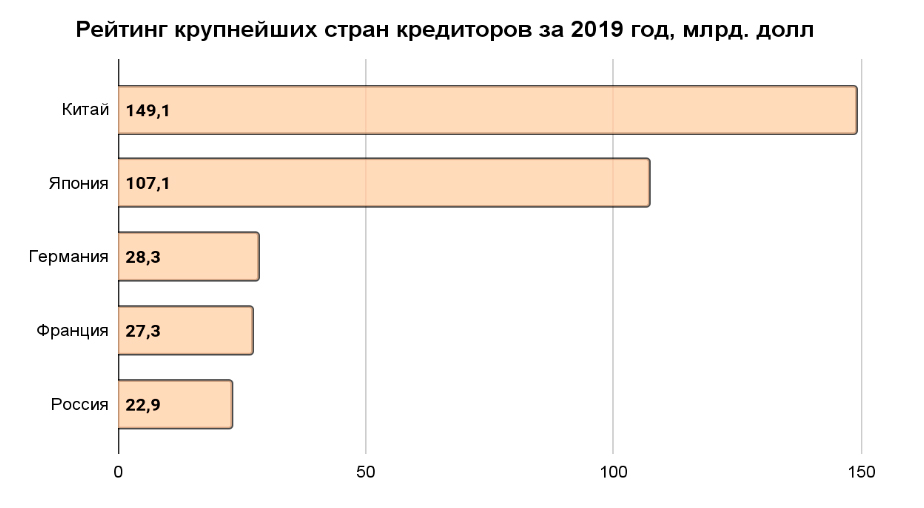 Рейтинг крупнейших стран кредиторов за 2019 год, млрд. долл
Китай 149,1
Япония 107,1
Германия 28,3
Франция 27,3
Россия 22,9
0 50 100 150